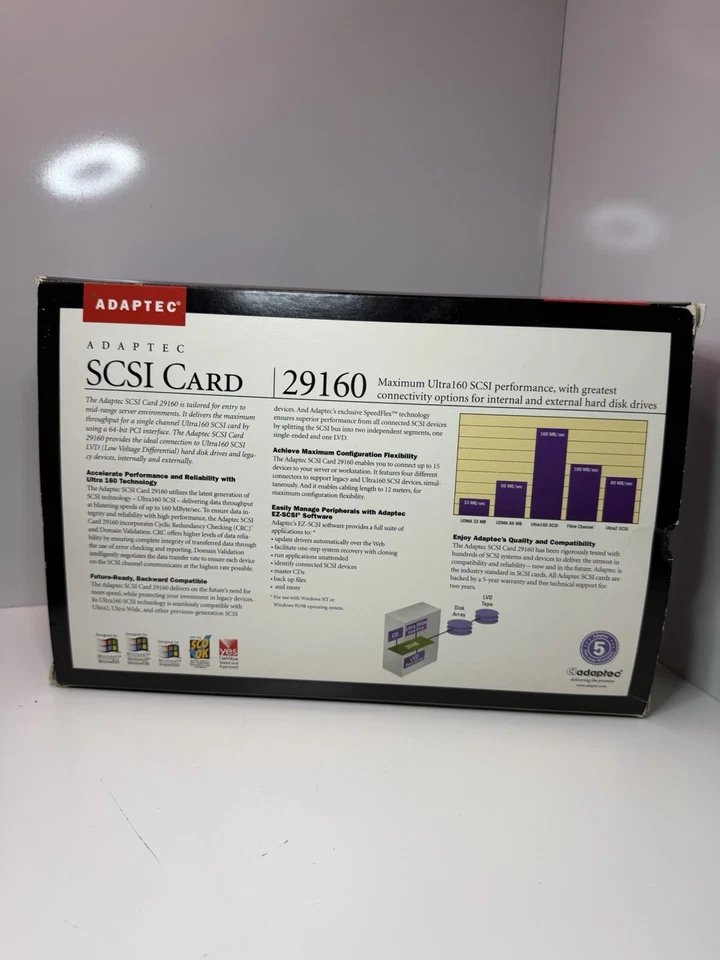 ADAPTEC®
ADAPTEC
SCSI CARD
29160
Maximum Ultra160 SCSI performance, with greatest
connectivity options for internal and external hard disk drives
The Adaptec SCSI Card 29160 is tailored for entry to
mid-range server environments. It delivers the maximum
throughput for a single channel Ultra160 SCSI card by
using a 64-bit PCI interface. The Adaptec SCSI Card
29160 provides the ideal connection to Ultra160 SCSI
LVD (Low Voltage Differential) hard disk drives and lega-
cy devices, internally and externally.
Accelerate Performance and Reliability with
Ultra 160 Technology
The Adaptec SCSI Card 29160 utilizes the latest generation of
SCSI technology – Ultra160 SCSI – delivering data throughput
at blistering speeds of up to 160 MByte/sec. To ensure data in-
tegrity and reliability with high performance, the Adaptec SCSI
Card 29160 incorporates Cyclic Redundancy Checking (CRC)
and Domain Validation. CRC offers higher levels of data relia-
bility by ensuring complete integrity of transferred data through
the use of error checking and reporting. Domain Validation
intelligently negotiates the data transfer rate to ensure each device
on the SCSI channel communicates at the highest rate possible.
Future-Ready, Backward Compatible
The Adaptec SCSI Card 29160 delivers on the future's need for
more speed, while protecting your investment in legacy devices.
Its Ultra160 SCSI technology is seamlessly compatible with
Ultra2, Ultra Wide, and other previous-generation SCSI
devices. And Adaptec's exclusive SpeedFlex™ technology
ensures superior performance from all connected SCSI devices
by splitting the SCSI bus into two independent segments, one
single-ended and one LVD.
Achieve Maximum Configuration Flexibility
The Adaptec SCSI Card 29160 enables you to connect up to 15
devices to your server or workstation. It features four different
connectors to support legacy and Ultra160 SCSI devices, simul-
taneously. And it enables cabling length to 12 meters, for
maximum configuration flexibility.
Easily Manage Peripherals with Adaptec
EZ-SCSI® Software
Adaptec's EZ-SCSI software provides a full suite of
applications to: *
• update drivers automatically over the Web
• facilitate one-step system recovery with cloning
• run applications unattended
• identify connected SCSI devices
• master CDs
• back up files
• and more
* For use with Windows NT or
Windows 95/98 operating system.
33 MB/sec
66 MB/sec
160 MB/sec
100 MB/sec
80 MB/sec
UDMA 33 MB
UDMA 66 MB
Ultra160 SCSI
Fibre Channel
Ultra2 SCSI
Enjoy Adaptec's Quality and Compatibility
The Adaptec SCSI Card 29160 has been rigorously tested with
hundreds of SCSI systems and devices to deliver the utmost in
compatibility and reliability – now and in the future. Adaptec is
the industry standard in SCSI cards. All Adaptec SCSI cards are
backed by a 5-year warranty and free technical support for
two years.
CD
Disk
Array
LVD
Tape
Designed for
Designed for
Designed for
SCO
OK
yes
5
adaptec®
www.adaptec.com